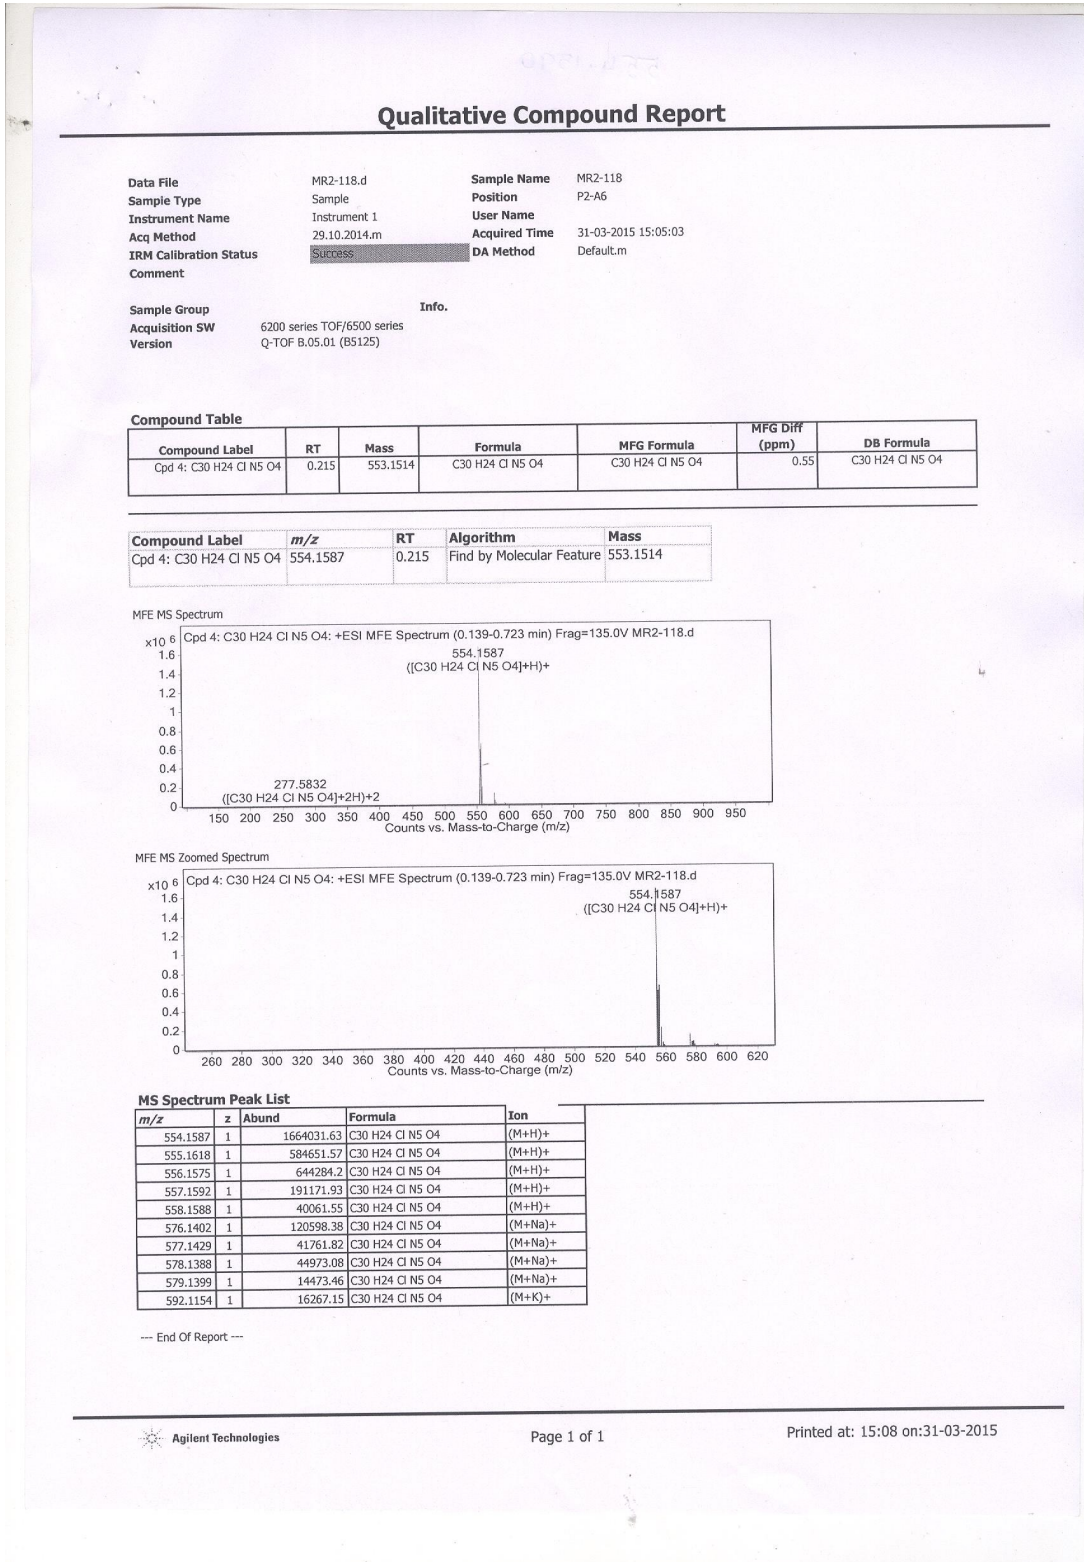 Qualitative Compound Report
Data File MR2-118.d Sample Name MR2-118
Sample Type Sample Position P2-A6
Instrument Name Instrument 1 User Name
Acq Method 29.10.2014.m Acquired Time 31-03-2015 15:05:03
IRM Calibration Status Success DA Method Default.m
Comment
Sample Group Info.
Acquisition SW 6200 series TOF/6500 series
Version Q-TOF B.05.01 (B5125)
Compound Table
Compound Label RT Mass Formula MFG Formula MFG Diff (ppm) DB Formula
Cpd 4: C30 H24 Cl N5 O4 0.215 553.1514 C30 H24 Cl N5 O4 C30 H24 Cl N5 O4 0.55 C30 H24 Cl N5 O4
Compound Label m/z RT Algorithm Mass
Cpd 4: C30 H24 Cl N5 O4 554.1587 0.215 Find by Molecular Feature 553.1514
MFE MS Spectrum
x10 6 Cpd 4: C30 H24 Cl N5 O4: +ESI MFE Spectrum (0.139-0.723 min) Frag=135.0V MR2-118.d
1.6 554.1587
([C30 H24 Cl N5 O4]+H)+
1.4
1.2
1
0.8
0.6
0.4
0.2 277.5832
([C30 H24 Cl N5 O4]+2H)+2
0
150 200 250 300 350 400 450 500 550 600 650 700 750 800 850 900 950
Counts vs. Mass-to-Charge (m/z)
MFE MS Zoomed Spectrum
x10 6 Cpd 4: C30 H24 Cl N5 O4: +ESI MFE Spectrum (0.139-0.723 min) Frag=135.0V MR2-118.d
1.6 554.1587
([C30 H24 Cl N5 O4]+H)+
1.4
1.2
1
0.8
0.6
0.4
0.2
0
260 280 300 320 340 360 380 400 420 440 460 480 500 520 540 560 580 600 620
Counts vs. Mass-to-Charge (m/z)
MS Spectrum Peak List
m/z z Abund Formula Ion
554.1587 1 1664031.63 C30 H24 Cl N5 O4 (M+H)+
555.1618 1 584651.57 C30 H24 Cl N5 O4 (M+H)+
556.1575 1 644284.2 C30 H24 Cl N5 O4 (M+H)+
557.1592 1 191171.93 C30 H24 Cl N5 O4 (M+H)+
558.1588 1 40061.55 C30 H24 Cl N5 O4 (M+H)+
576.1402 1 120598.38 C30 H24 Cl N5 O4 (M+Na)+
577.1429 1 41761.82 C30 H24 Cl N5 O4 (M+Na)+
578.1388 1 44973.08 C30 H24 Cl N5 O4 (M+Na)+
579.1399 1 14473.46 C30 H24 Cl N5 O4 (M+Na)+
592.1154 1 16267.15 C30 H24 Cl N5 O4 (M+K)+
--- End Of Report ---
Agilent Technologies Page 1 of 1 Printed at: 15:08 on:31-03-2015